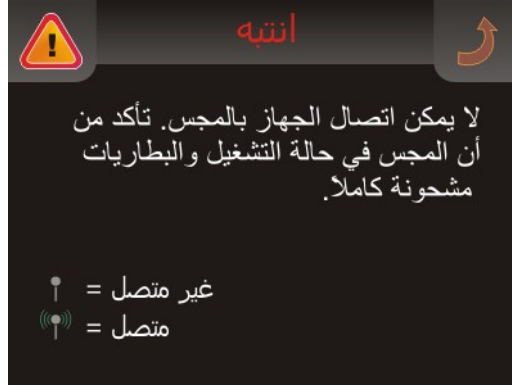 انتبه
لا يمكن اتصال الجهاز بالمجس. تأكد من
أن المجس في حالة التشغيل والبطاريات
مشحونة كاملاً.
غير متصل =
متصل =